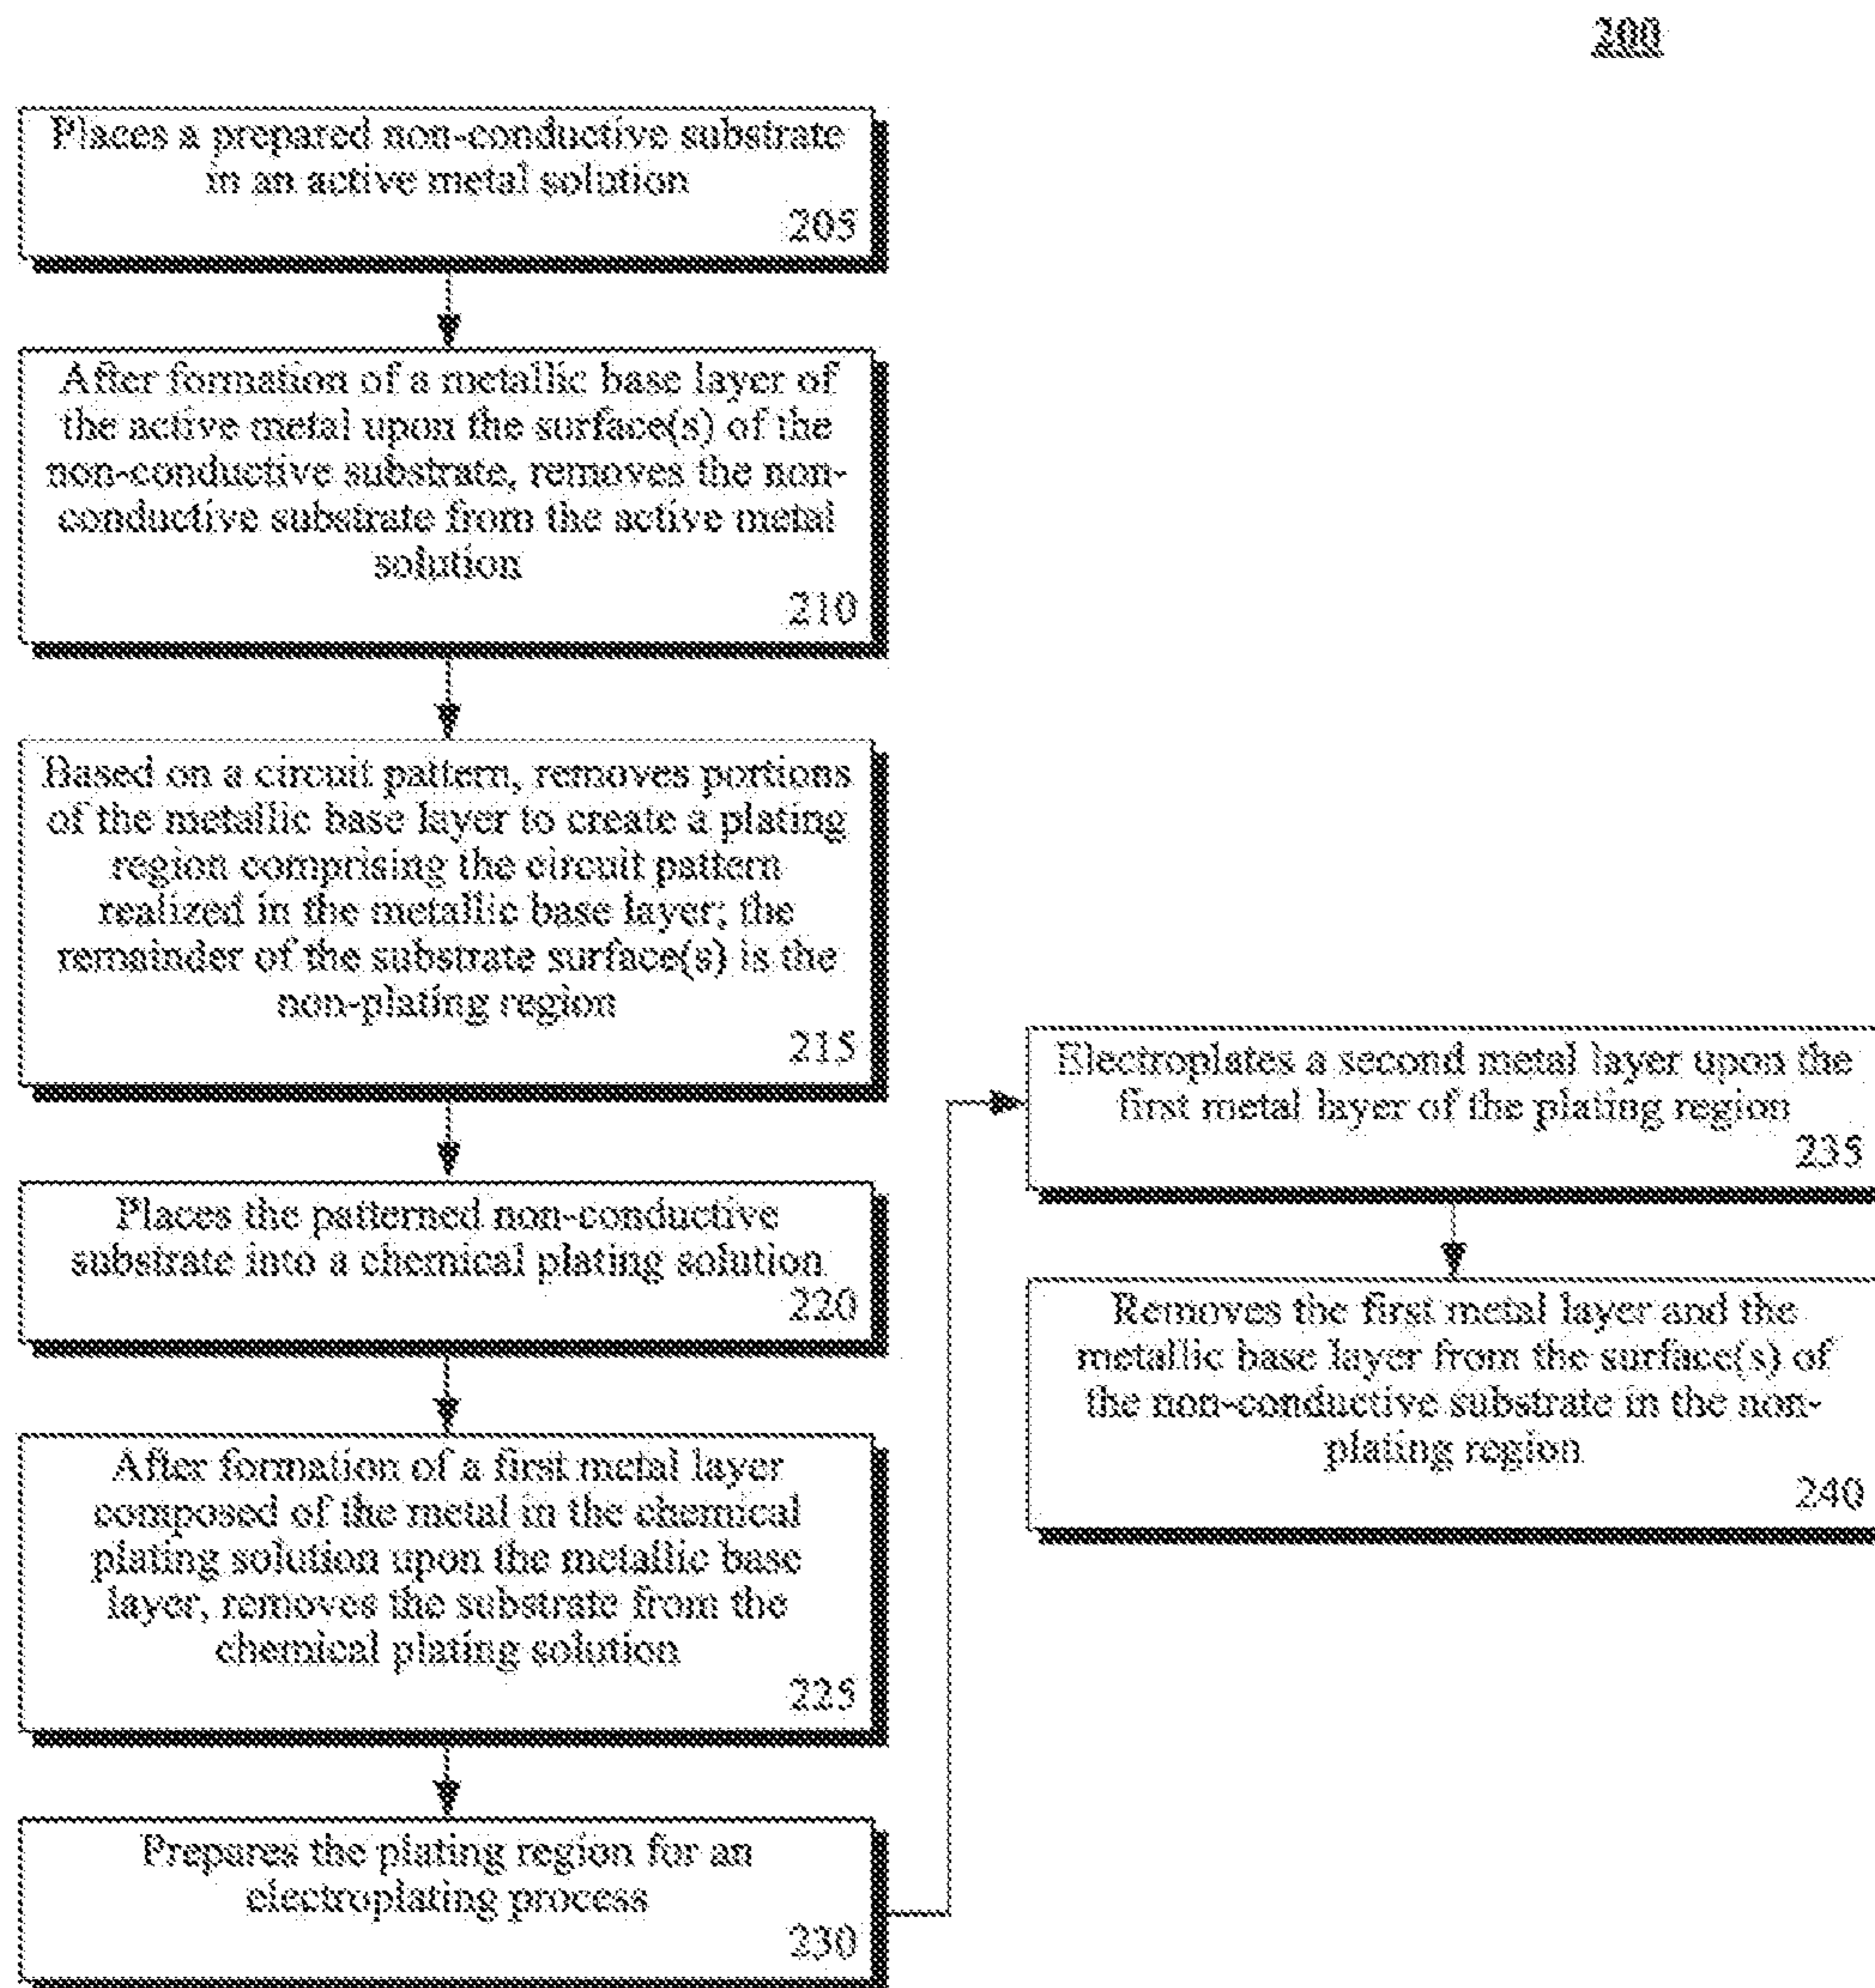 200
Places a prepared non-conductive substrate
in an active metal solution
205
After formation of a metallic base layer of
the active metal upon the surface(s) of the
non-conductive substrate, removes the non-
conductive substrate from the active metal
solution
210
Based on a circuit pattern, removes portions
of the metallic base layer to create a plating
region comprising the circuit pattern
realized in the metallic base layer; the
remainder of the substrate surface(s) is the
non-plating region
215
Places the patterned non-conductive
substrate into a chemical plating solution
220
After formation of a first metal layer
composed of the metal in the chemical
plating solution upon the metallic base
layer, removes the substrate from the
chemical plating solution
225
Prepares the plating region for an
electroplating process
230
Electroplates a second metal layer upon the
first metal layer of the plating region
235
Removes the first metal layer and the
metallic base layer from the surface(s) of
the non-conductive substrate in the non-
plating region
240